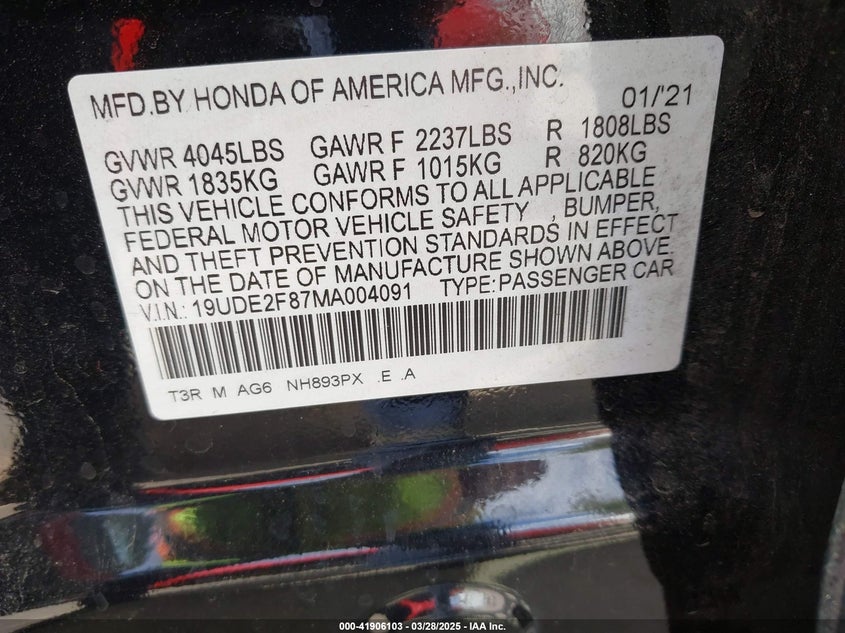 MFD.BY HONDA OF AMERICA MFG.,INC. 01/'21
GVWR 4045LBS GAWR F 2237LBS R 1808LBS
GVWR 1835KG GAWR F 1015KG R 820KG
THIS VEHICLE CONFORMS TO ALL APPLICABLE
FEDERAL MOTOR VEHICLE SAFETY , BUMPER,
AND THEFT PREVENTION STANDARDS IN EFFECT
ON THE DATE OF MANUFACTURE SHOWN ABOVE.
V.I.N.: 19UDE2F87MA004091 TYPE:PASSENGER CAR
T3R M AG6 NH893PX .E .A
000-41906103 — 03/28/2025 — IAA Inc.